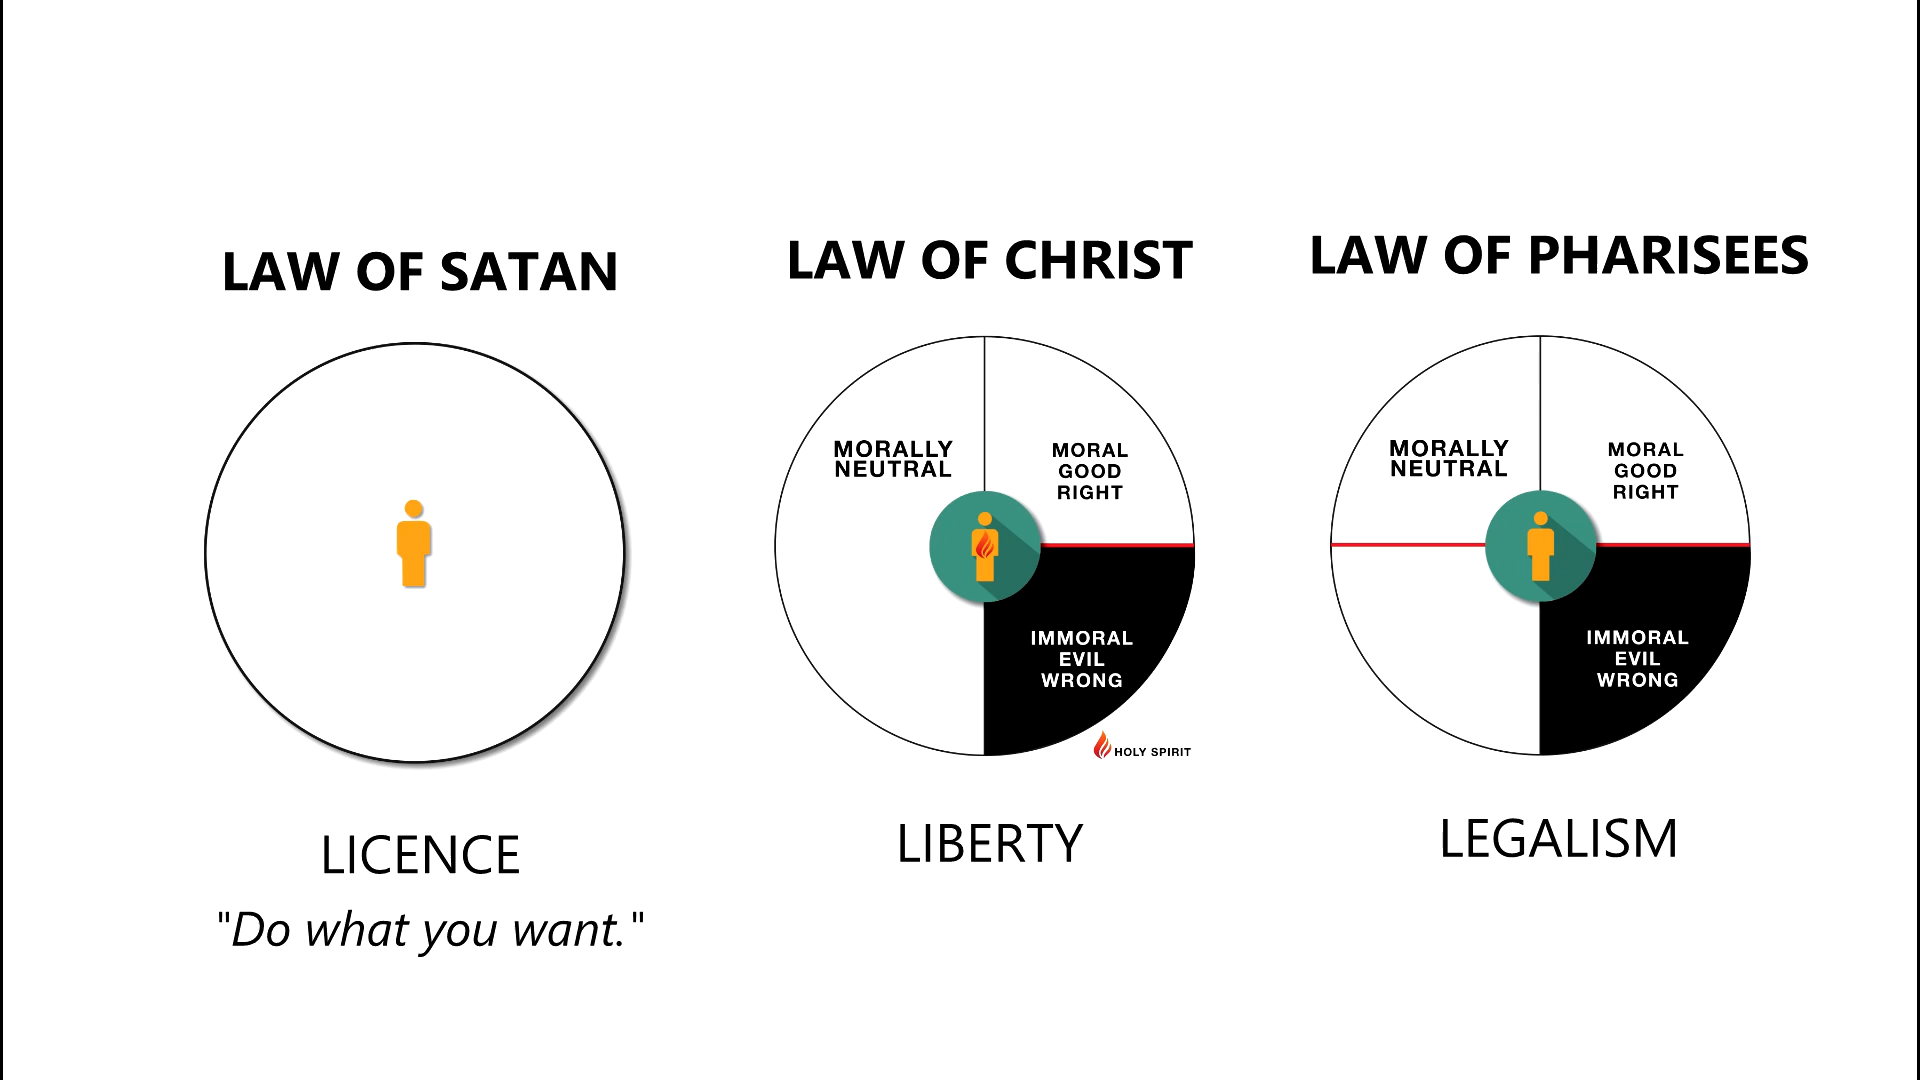 LAW OF SATAN
LICENCE
"Do what you want."
LAW OF CHRIST
MORALLY
NEUTRAL
MORAL
GOOD
RIGHT
IMMORAL
EVIL
WRONG
HOLY SPIRIT
LIBERTY
LAW OF PHARISEES
MORALLY
NEUTRAL
MORAL
GOOD
RIGHT
IMMORAL
EVIL
WRONG
LEGALISM